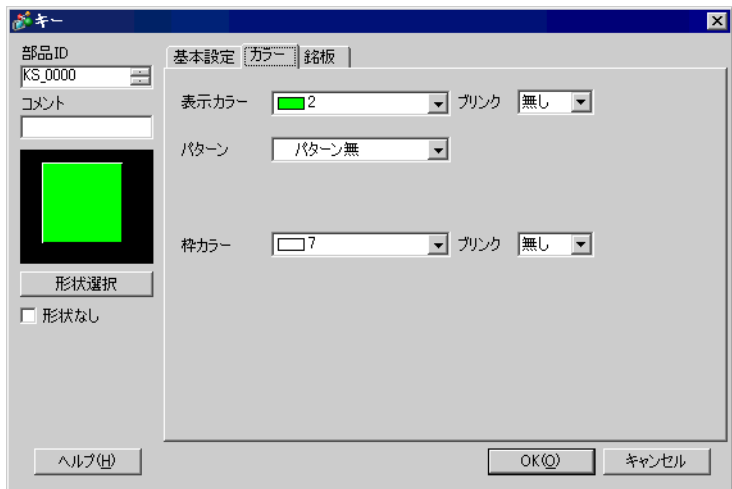 キー
部品ID
KS_0000
コメント
形状選択
形状なし
基本設定 カラー 銘板
表示カラー 2 ブリンク 無し
パターン パターン無
枠カラー 7 ブリンク 無し
ヘルプ(H) OK(O) キャンセル